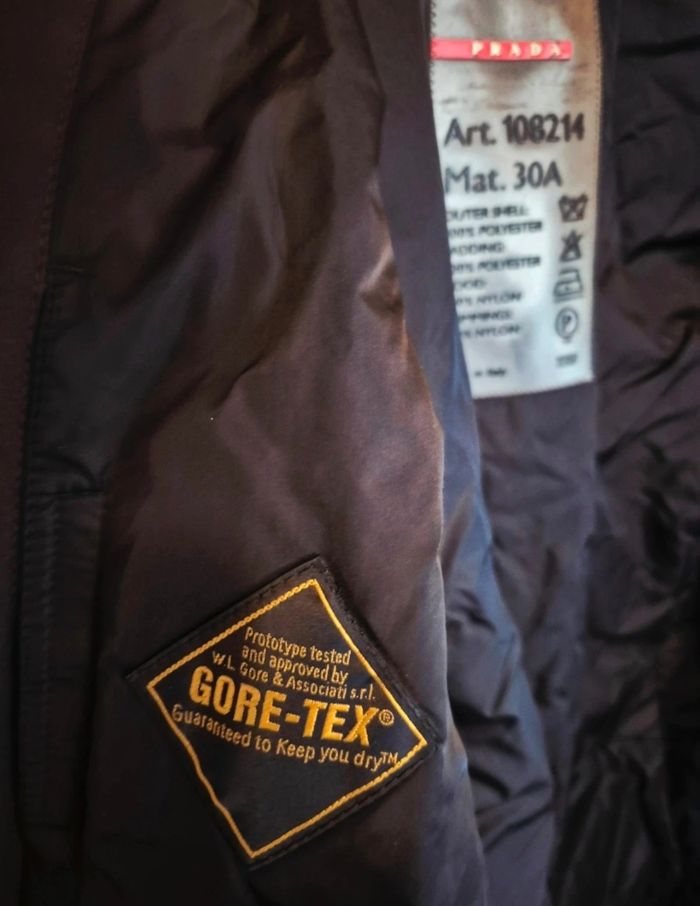 PRADA
Art. 108214
Mat. 30A
OUTER SHELL:
POLYESTER
POLYESTER
NYLON
NYLON
Italy
P
Prototype tested
and approved by
W.L. Gore & Associati s.r.l.
GORE-TEX®
Guaranteed to Keep you dry™